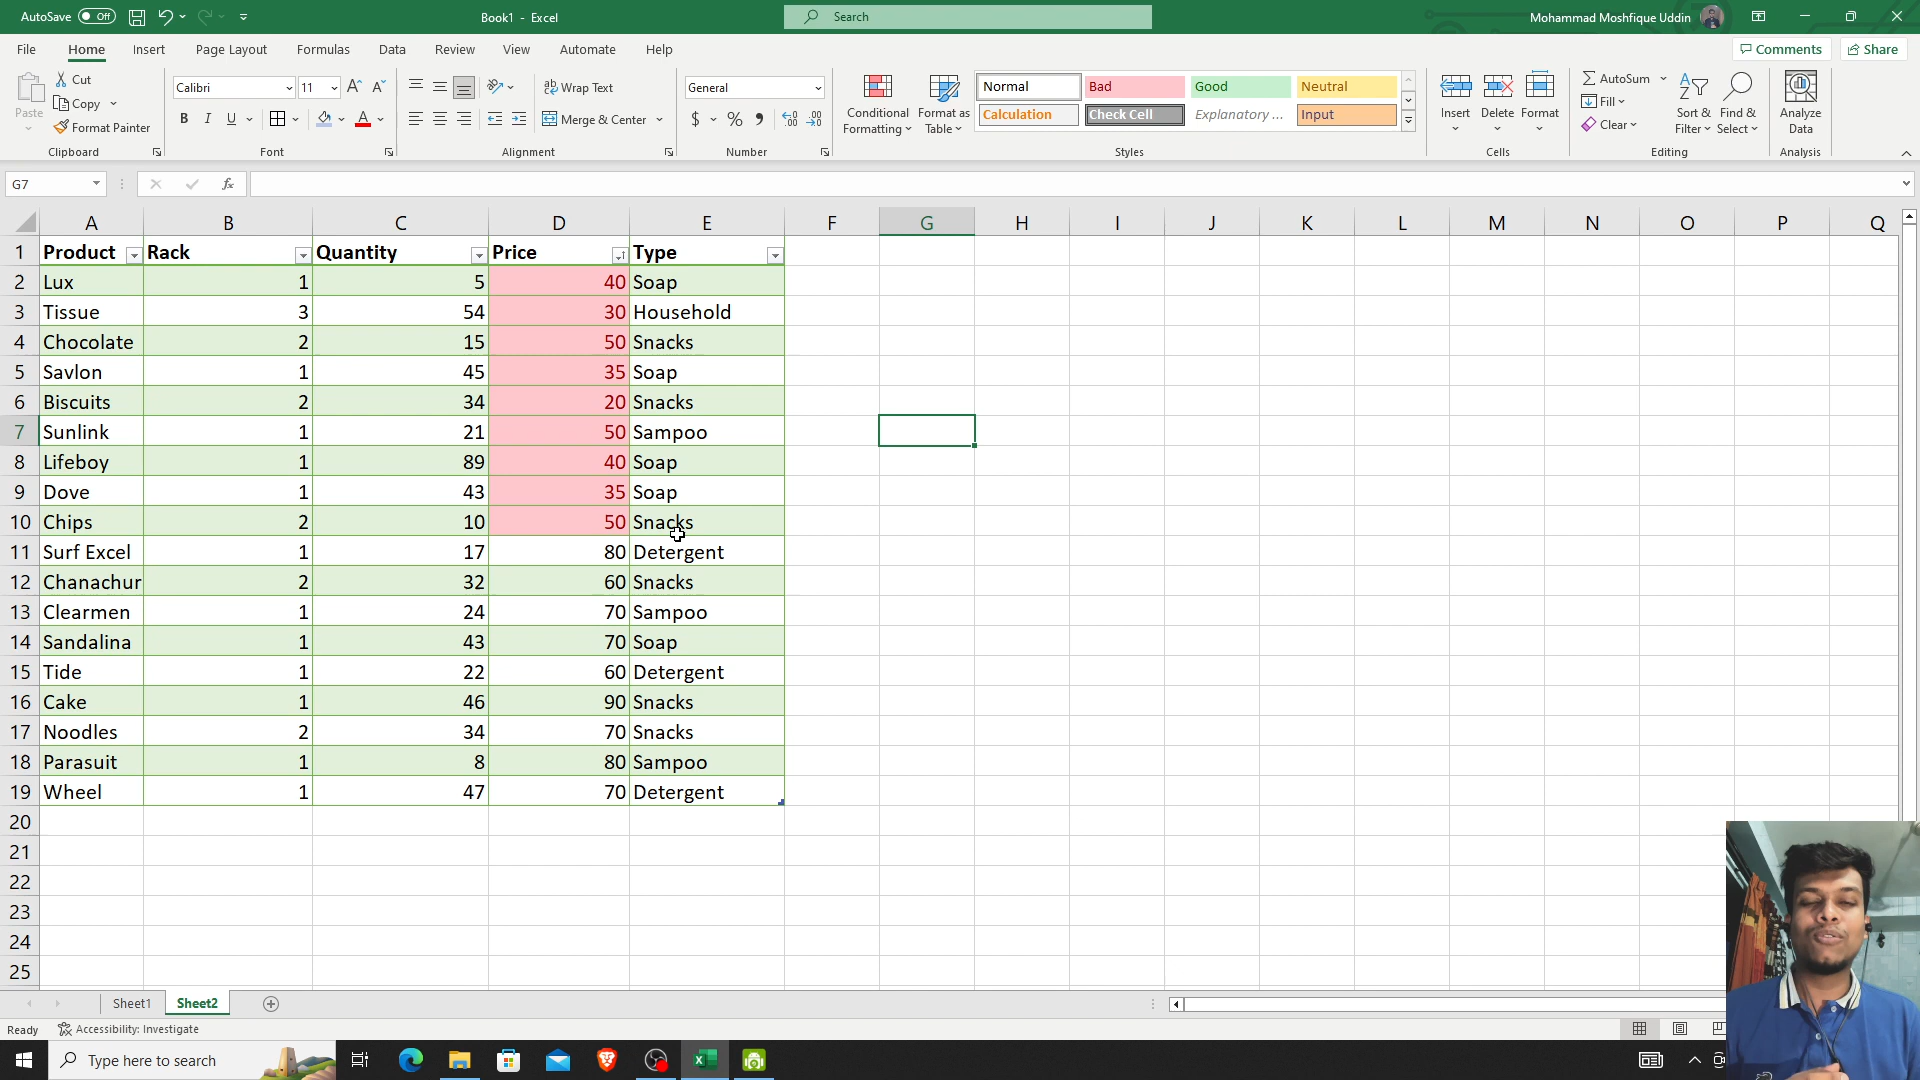 AutoSave Off Book1 - Excel Search Mohammad Moshfique Uddin
File Home Insert Page Layout Formulas Data Review View Automate Help Comments Share
Paste Cut Copy Format Painter
Clipboard
Calibri 11 A A
B I U A
Font
Wrap Text
Merge & Center
Alignment
General
$ % 9
Number
Conditional Formatting Format as Table
Normal Bad Good Neutral
Calculation Check Cell Explanatory ... Input
Styles
Insert Delete Format
Cells
AutoSum
Fill
Clear
Sort & Filter Find & Select
Editing
Analyze Data
Analysis
G7 fx
A B C D E F G H I J K L M N O P Q
1 Product Rack Quantity Price Type
2 Lux 1 5 40 Soap
3 Tissue 3 54 30 Household
4 Chocolate 2 15 50 Snacks
5 Savlon 1 45 35 Soap
6 Biscuits 2 34 20 Snacks
7 Sunlink 1 21 50 Sampoo
8 Lifeboy 1 89 40 Soap
9 Dove 1 43 35 Soap
10 Chips 2 10 50 Snacks
11 Surf Excel 1 17 80 Detergent
12 Chanachur 2 32 60 Snacks
13 Clearmen 1 24 70 Sampoo
14 Sandalina 1 43 70 Soap
15 Tide 1 22 60 Detergent
16 Cake 1 46 90 Snacks
17 Noodles 2 34 70 Snacks
18 Parasuit 1 8 80 Sampoo
19 Wheel 1 47 70 Detergent
20
21
22
23
24
25
Sheet1 Sheet2
Ready Accessibility: Investigate
Type here to search